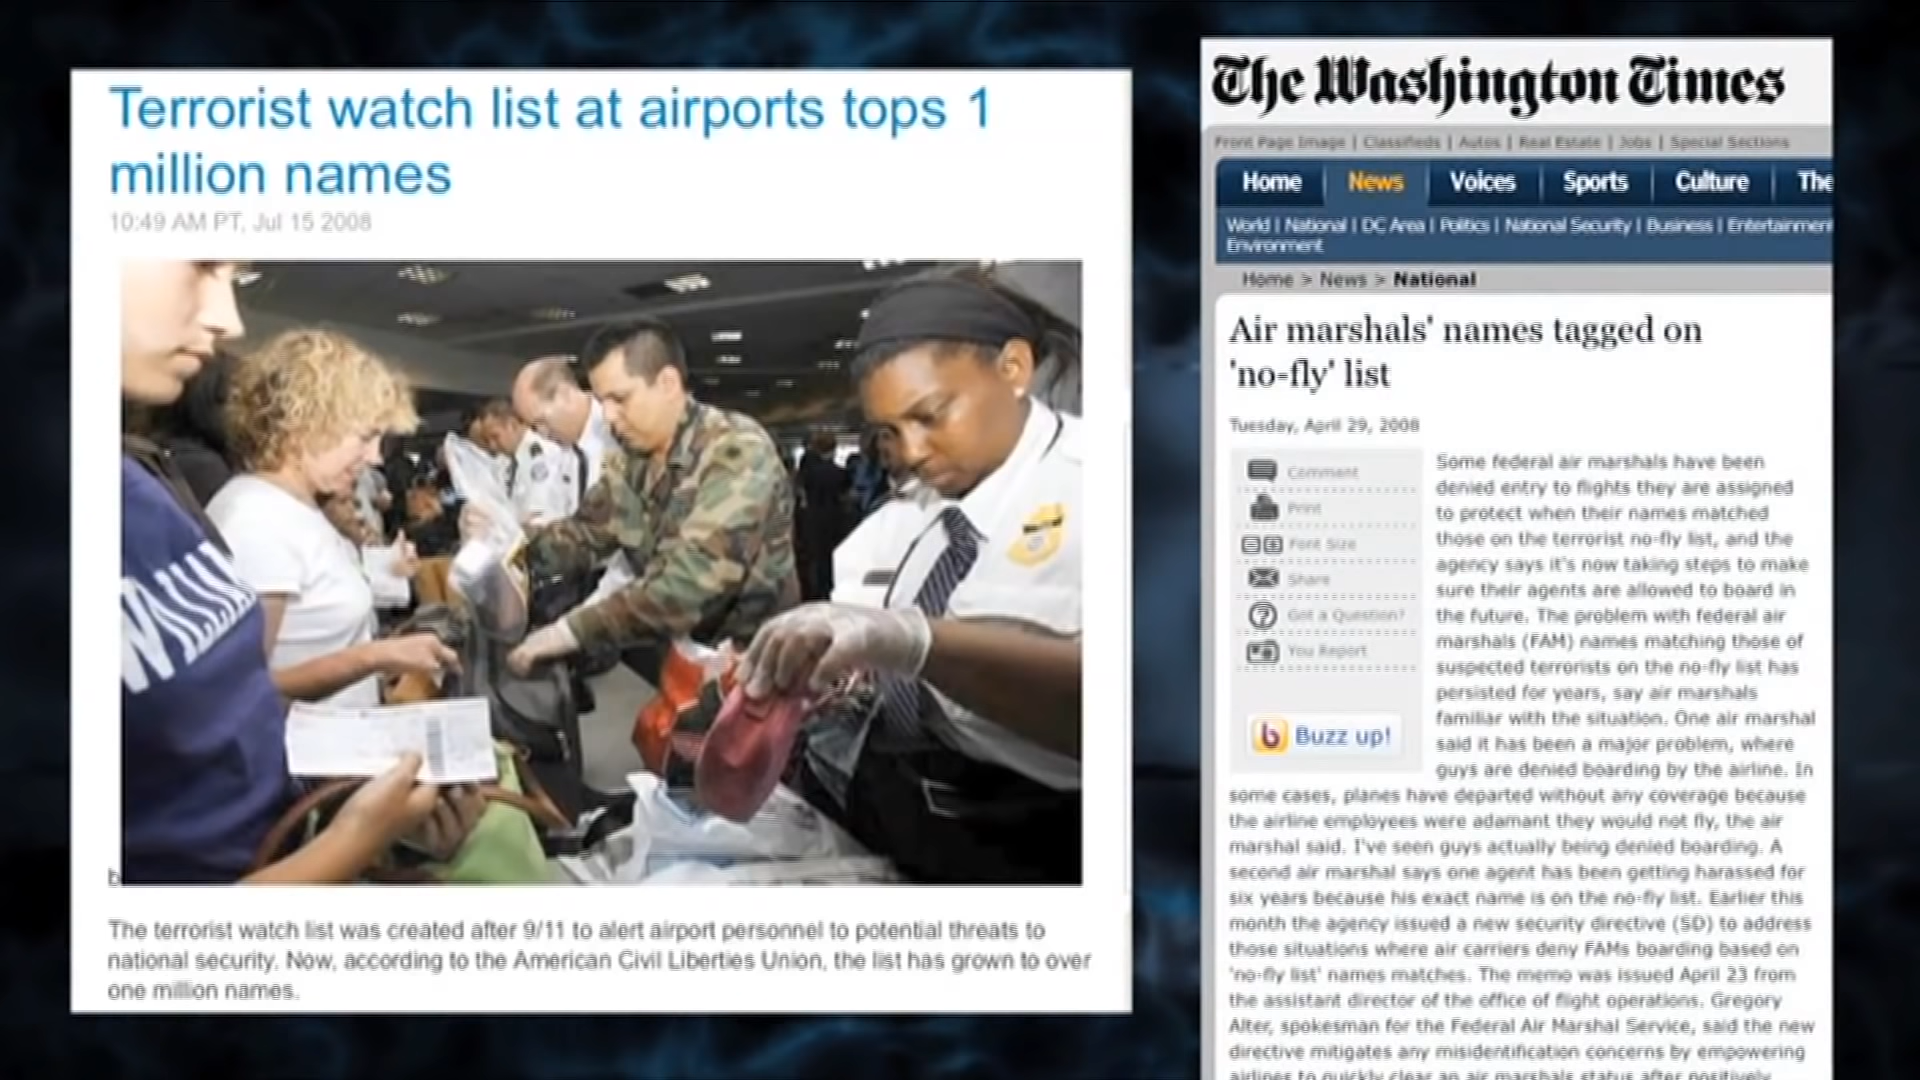 Terrorist watch list at airports tops 1
million names
10:49 AM PT, Jul 15 2008
The terrorist watch list was created after 9/11 to alert airport personnel to potential threats to
national security. Now, according to the American Civil Liberties Union, the list has grown to over
one million names.
The Washington Times
Front Page Image | Classifieds | Autos | Real Estate | Jobs | Special Sections
Home News Voices Sports Culture The
World | National | DC Area | Politics | National Security | Business | Entertainment
Environment
Home > News > National
Air marshals' names tagged on
'no-fly' list
Tuesday, April 29, 2008
Comment
Print
Font Size
Share
Got a Question?
You Report
b Buzz up!
Some federal air marshals have been
denied entry to flights they are assigned
to protect when their names matched
those on the terrorist no-fly list, and the
agency says it's now taking steps to make
sure their agents are allowed to board in
the future. The problem with federal air
marshals (FAM) names matching those of
suspected terrorists on the no-fly list has
persisted for years, say air marshals
familiar with the situation. One air marshal
said it has been a major problem, where
guys are denied boarding by the airline. In
some cases, planes have departed without any coverage because
the airline employees were adamant they would not fly, the air
marshal said. I've seen guys actually being denied boarding. A
second air marshal says one agent has been getting harassed for
six years because his exact name is on the no-fly list. Earlier this
month the agency issued a new security directive (SD) to address
those situations where air carriers deny FAMs boarding based on
'no-fly list' names matches. The memo was issued April 23 from
the assistant director of the office of flight operations. Gregory
Alter, spokesman for the Federal Air Marshal Service, said the new
directive mitigates any misidentification concerns by empowering
airlines to quickly clear an air marshals status after positively